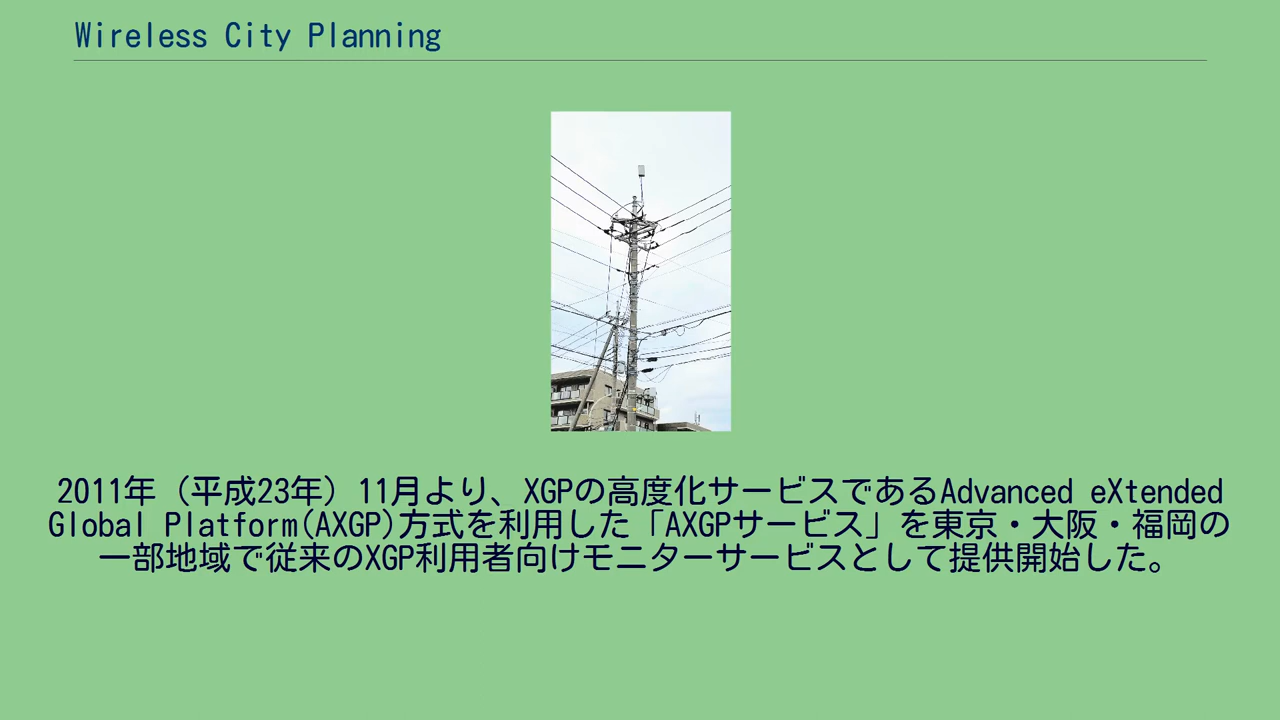 Wireless City Planning
2011年（平成23年）11月より、XGPの高度化サービスであるAdvanced eXtended
Global Platform(AXGP)方式を利用した「AXGPサービス」を東京・大阪・福岡の
一部地域で従来のXGP利用者向けモニターサービスとして提供開始した。